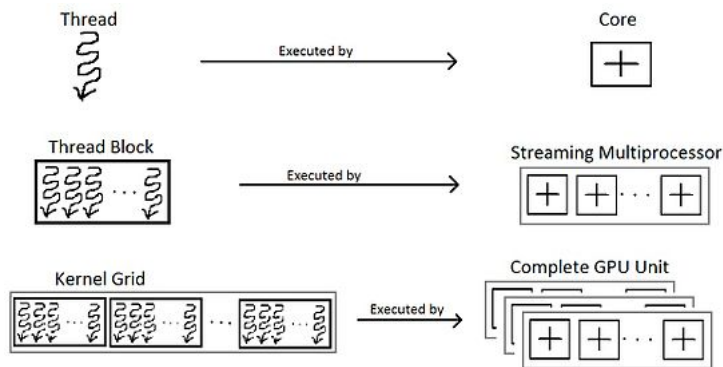 Thread
Executed by
Core
Thread Block
Executed by
Streaming Multiprocessor
Kernel Grid
Executed by
Complete GPU Unit